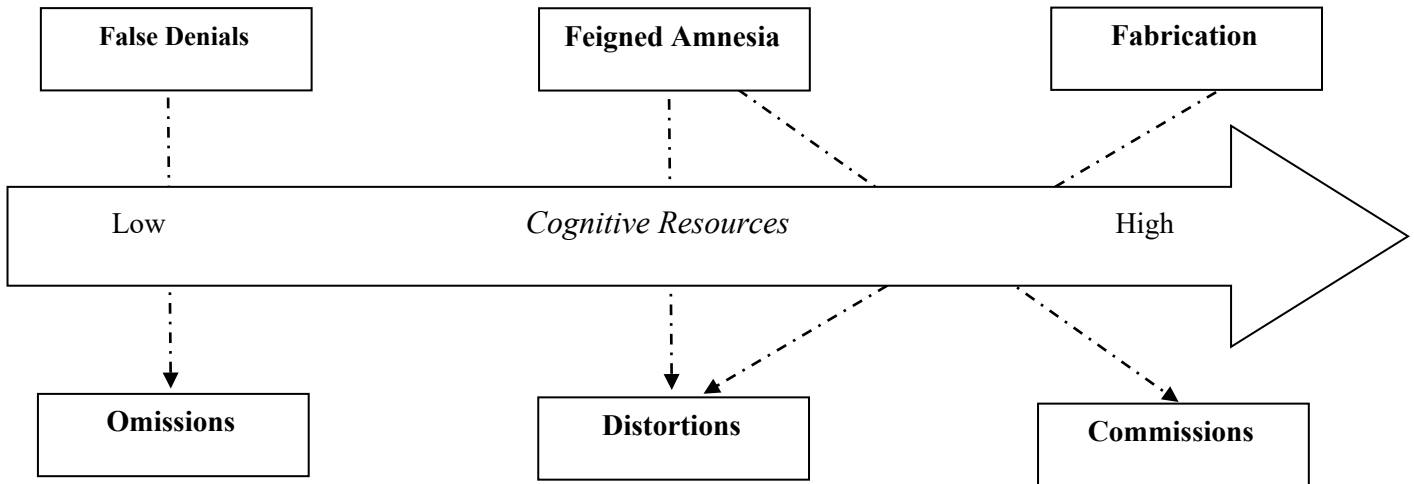 False Denials
Feigned Amnesia
Fabrication
Low
Cognitive Resources
High
Omissions
Distortions
Commissions